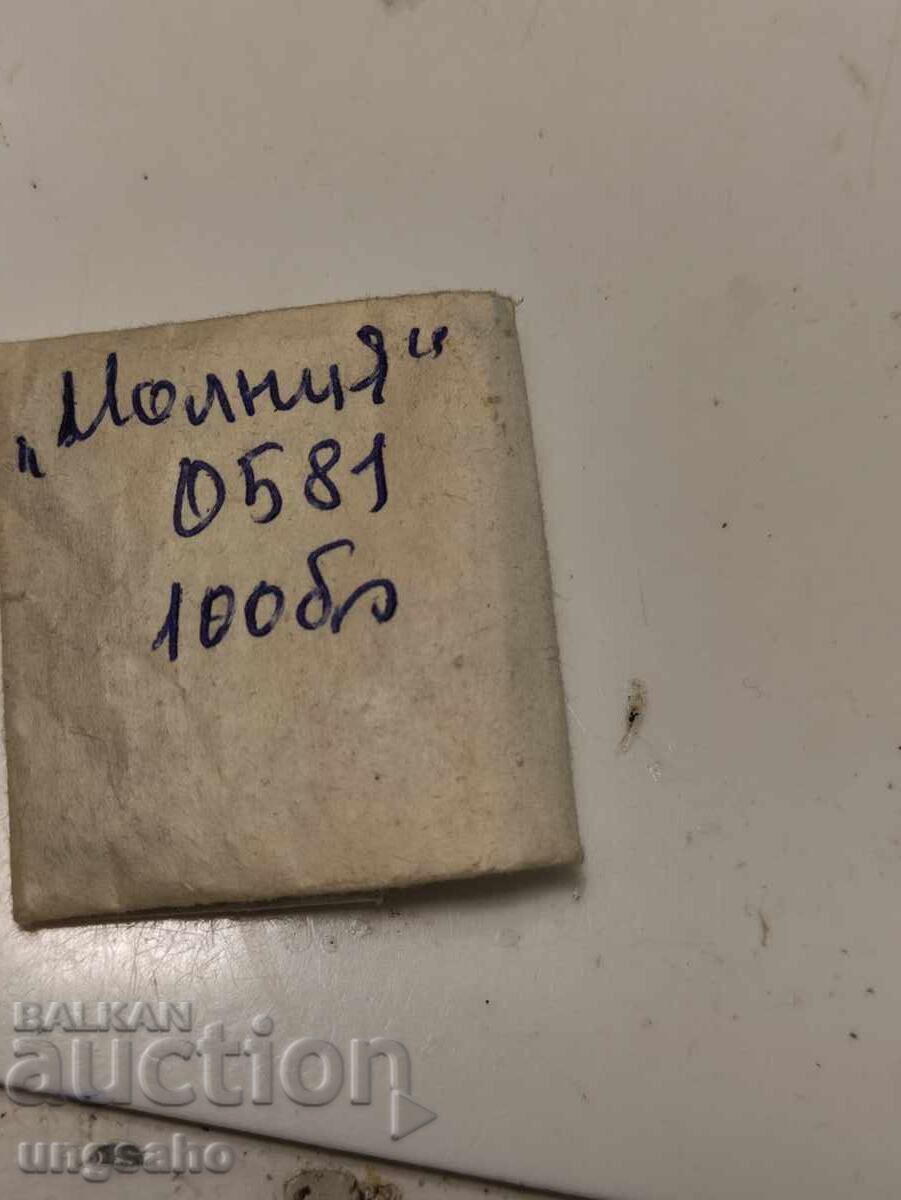 „Молния“
0581
100бр
BALKAN
auction
ungsaho